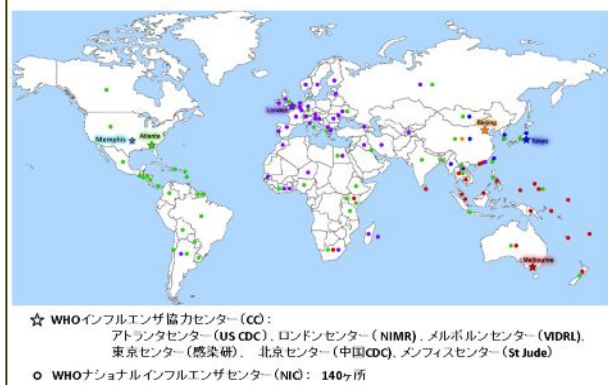 London
Beijing
Memphis
Atlanta
Tokyo
Melbourne
☆ WHOインフルエンザ協力センター(CC):
アトランタセンター(US CDC)、ロンドンセンター( NIMR)、メルボルンセンター(VIDRL)、
東京センター(感染研)、 北京センター(中国CDC)、メンフィスセンター(St Jude)
○ WHOナショナルインフルエンザセンター(NIC): 140ヶ所